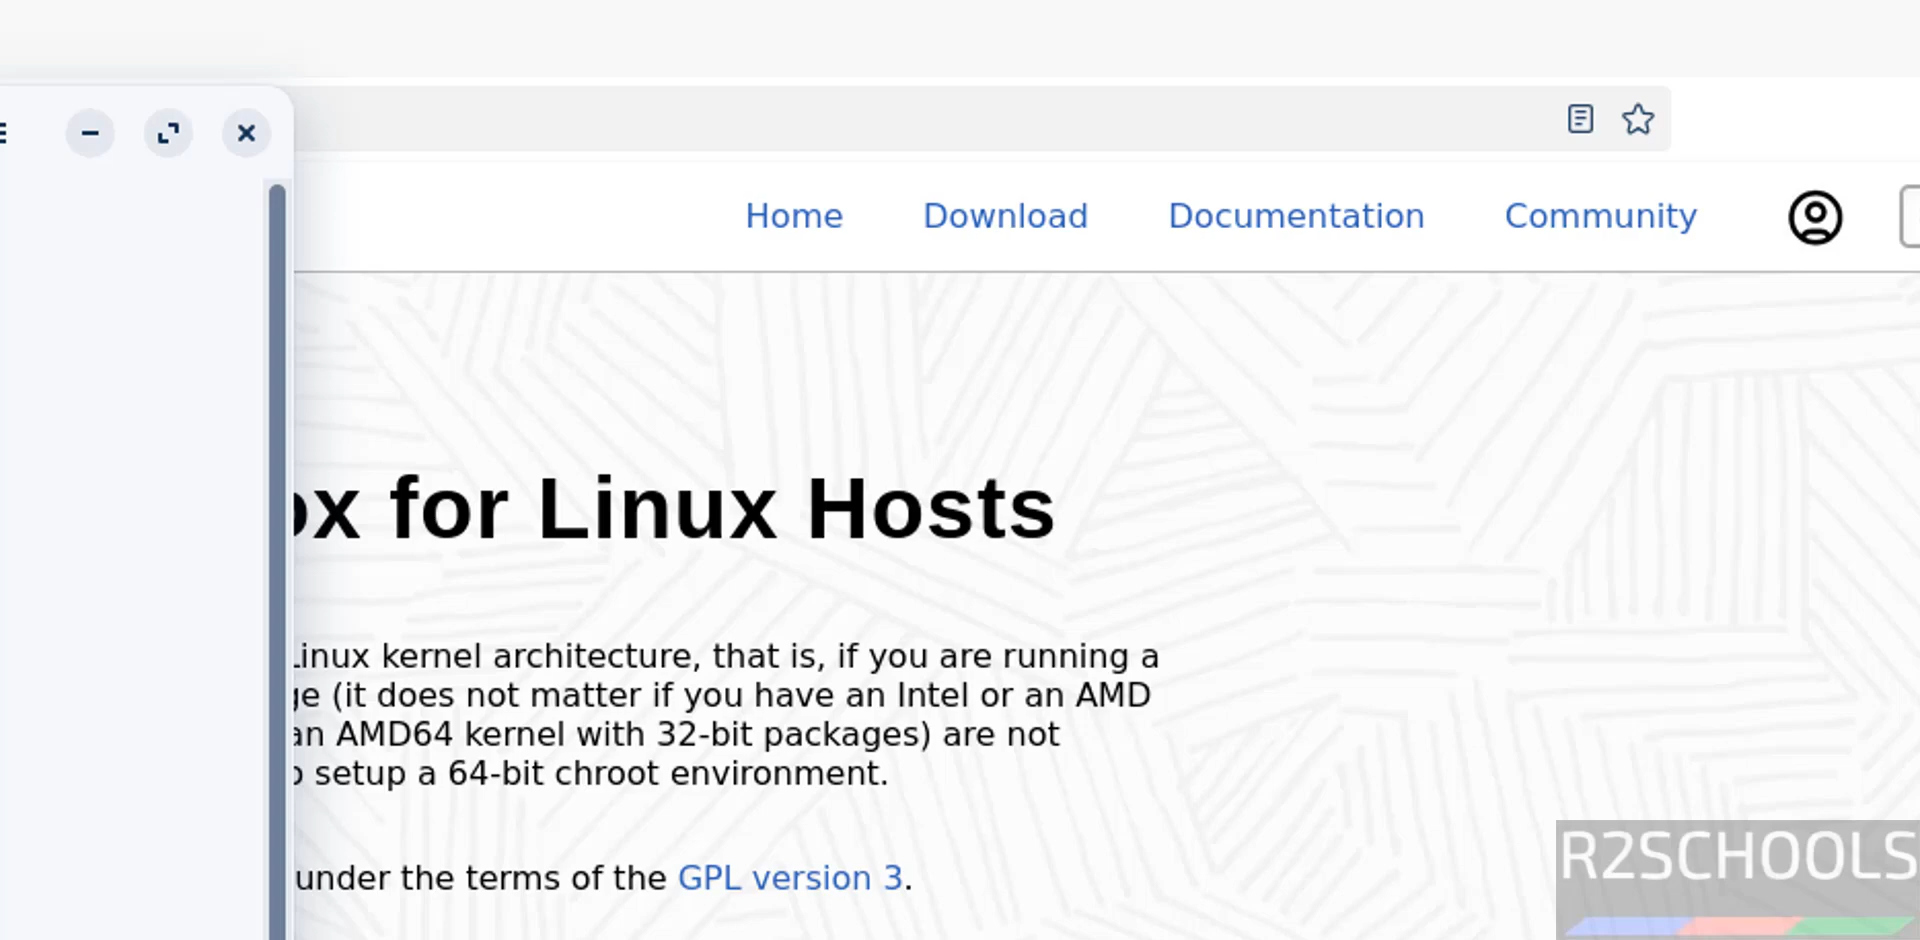 Home Download Documentation Community
for Linux Hosts
Linux kernel architecture, that is, if you are running a
(it does not matter if you have an Intel or an AMD
an AMD64 kernel with 32-bit packages) are not
setup a 64-bit chroot environment.
under the terms of the GPL version 3.
R2SCHOOLS